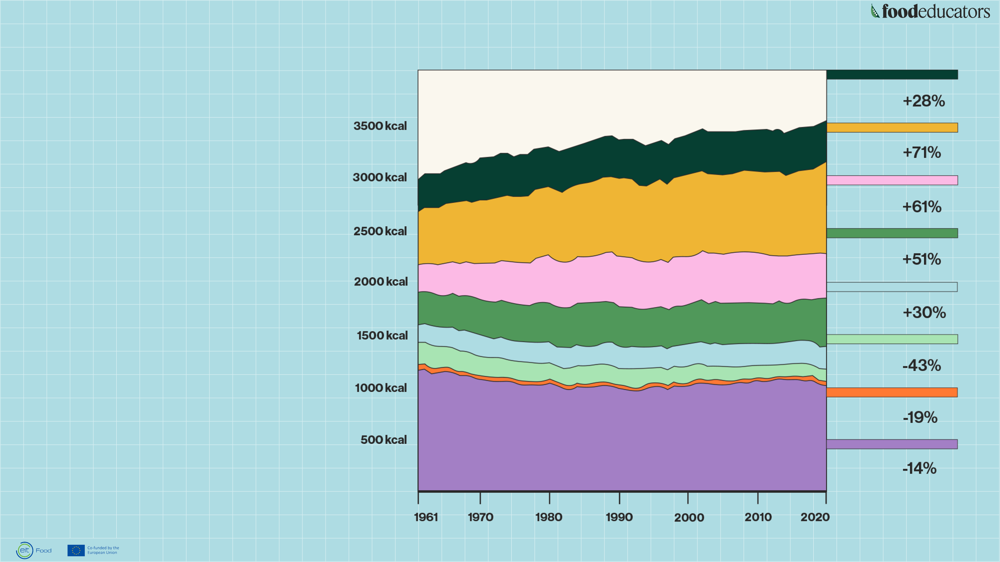 foodeducators
+28%
3500 kcal
+71%
3000 kcal
+61%
2500 kcal
+51%
2000 kcal
+30%
1500 kcal
-43%
1000 kcal
-19%
500 kcal
-14%
1961 1970 1980 1990 2000 2010 2020
eit Food
Co-funded by the
European Union